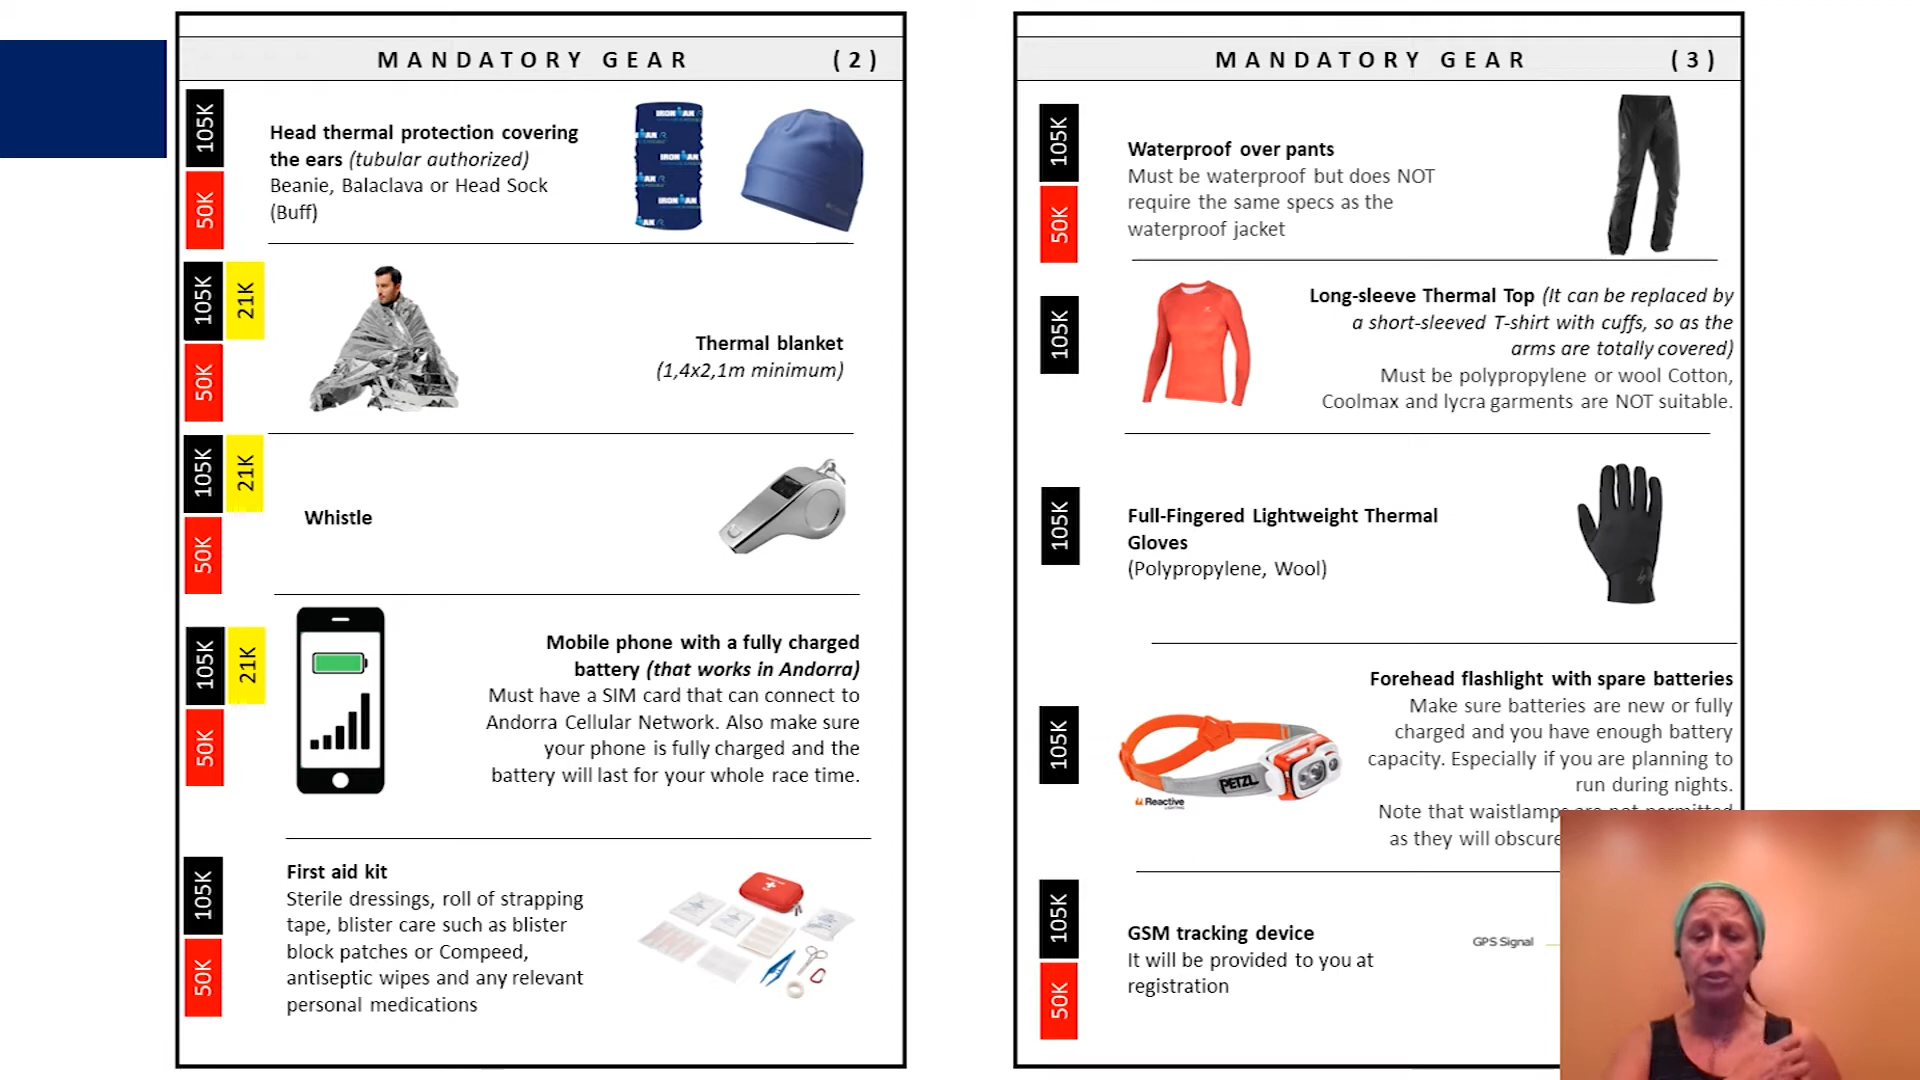 MANDATORY GEAR (2)
105K
50K
Head thermal protection covering
the ears (tubular authorized)
Beanie, Balaclava or Head Sock
(Buff)
IRONMAN
IRONMAN
IRONMAN
105K
21K
50K
Thermal blanket
(1,4x2,1m minimum)
105K
21K
50K
Whistle
105K
21K
50K
Mobile phone with a fully charged
battery (that works in Andorra)
Must have a SIM card that can connect to
Andorra Cellular Network. Also make sure
your phone is fully charged and the
battery will last for your whole race time.
105K
50K
First aid kit
Sterile dressings, roll of strapping
tape, blister care such as blister
block patches or Compeed,
antiseptic wipes and any relevant
personal medications
MANDATORY GEAR (3)
105K
50K
Waterproof over pants
Must be waterproof but does NOT
require the same specs as the
waterproof jacket
105K
Long-sleeve Thermal Top (It can be replaced by
a short-sleeved T-shirt with cuffs, so as the
arms are totally covered)
Must be polypropylene or wool Cotton,
Coolmax and lycra garments are NOT suitable.
105K
Full-Fingered Lightweight Thermal
Gloves
(Polypropylene, Wool)
105K
PETZL
Reactive
LIGHTING
Forehead flashlight with spare batteries
Make sure batteries are new or fully
charged and you have enough battery
capacity. Especially if you are planning to
run during nights.
Note that waistlamps are not permitted
as they will obscure
105K
50K
GSM tracking device
It will be provided to you at
registration
GPS Signal